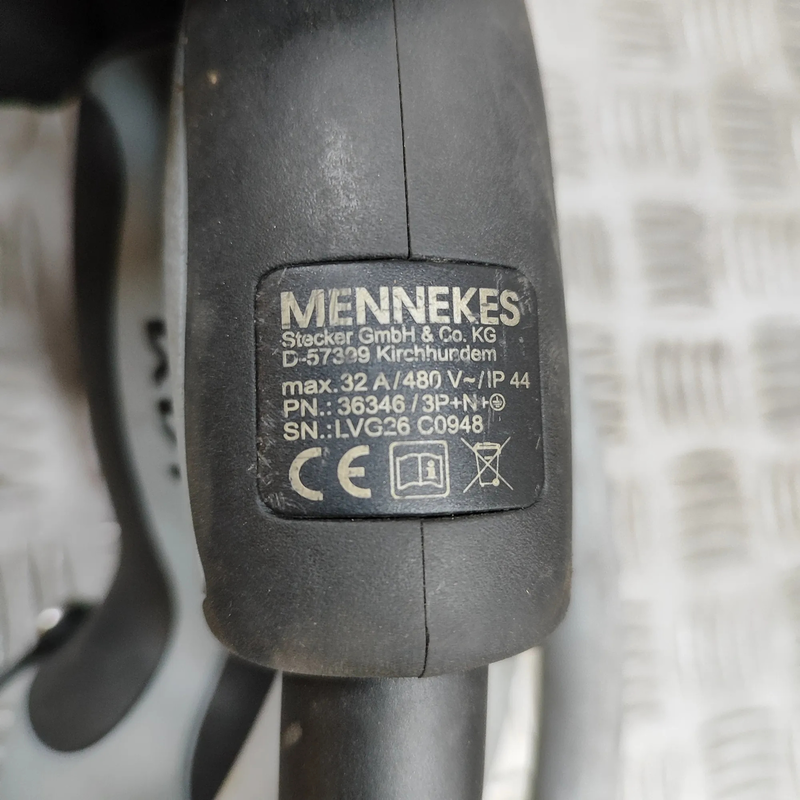 MENNEKES
Stecker GmbH & Co. KG
D-57399 Kirchhundem
max. 32 A/480 V~/IP 44
PN.: 36346/3P+N+⏚
SN.: LVG26 C0948
CE
i